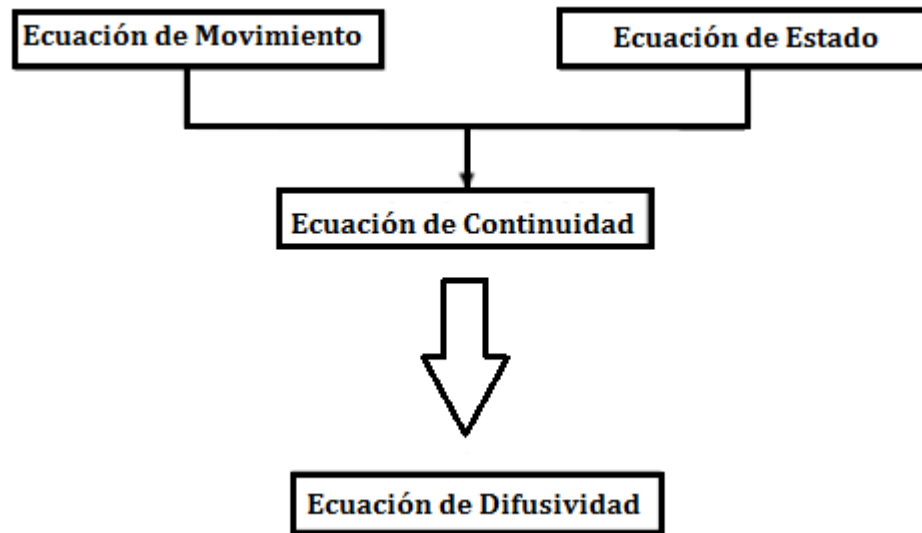 Ecuación de Movimiento
Ecuación de Estado
Ecuación de Continuidad
Ecuación de Difusividad